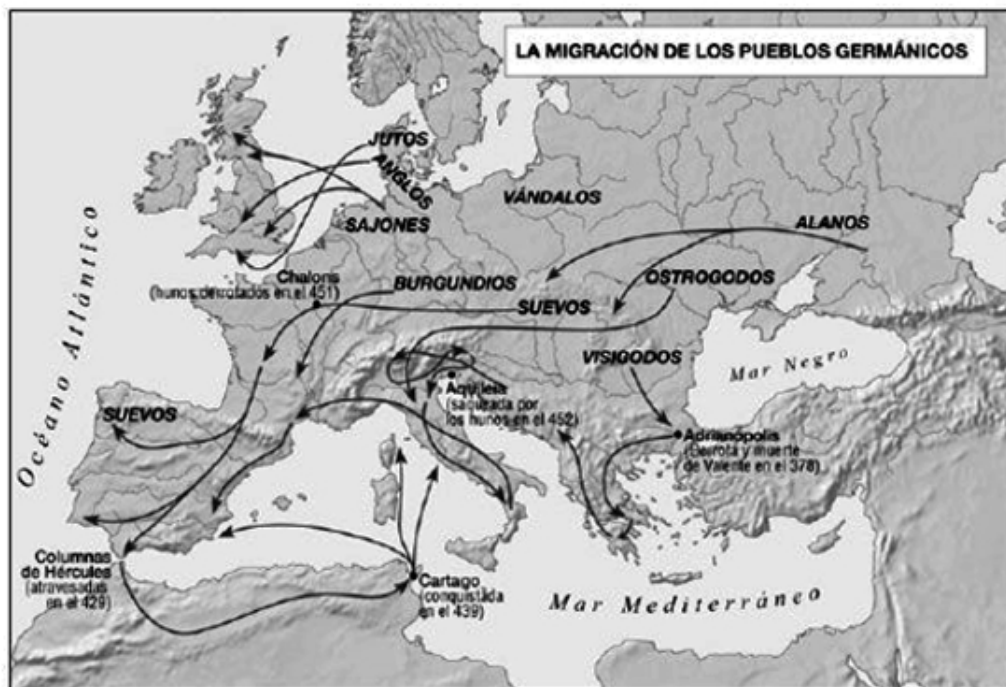 LA MIGRACIÓN DE LOS PUEBLOS GERMÁNICOS
JUTOS
ANGLOS
SAJONES
VÁNDALOS
ALANOS
Chalons
(hunos derrotados en el 451)
BURGUNDIOS
OSTROGODOS
SUEVOS
VISIGODOS
Mar Negro
Océano Atlántico
SUEVOS
Aquileia
(saqueada por
los hunos en el 452)
Adrianópolis
(Derrota y muerte
de Valente en el 378)
Columnas
de Hércules
(atravesadas
en el 429)
Cartago
(conquistada
en el 439)
Mar Mediterráneo